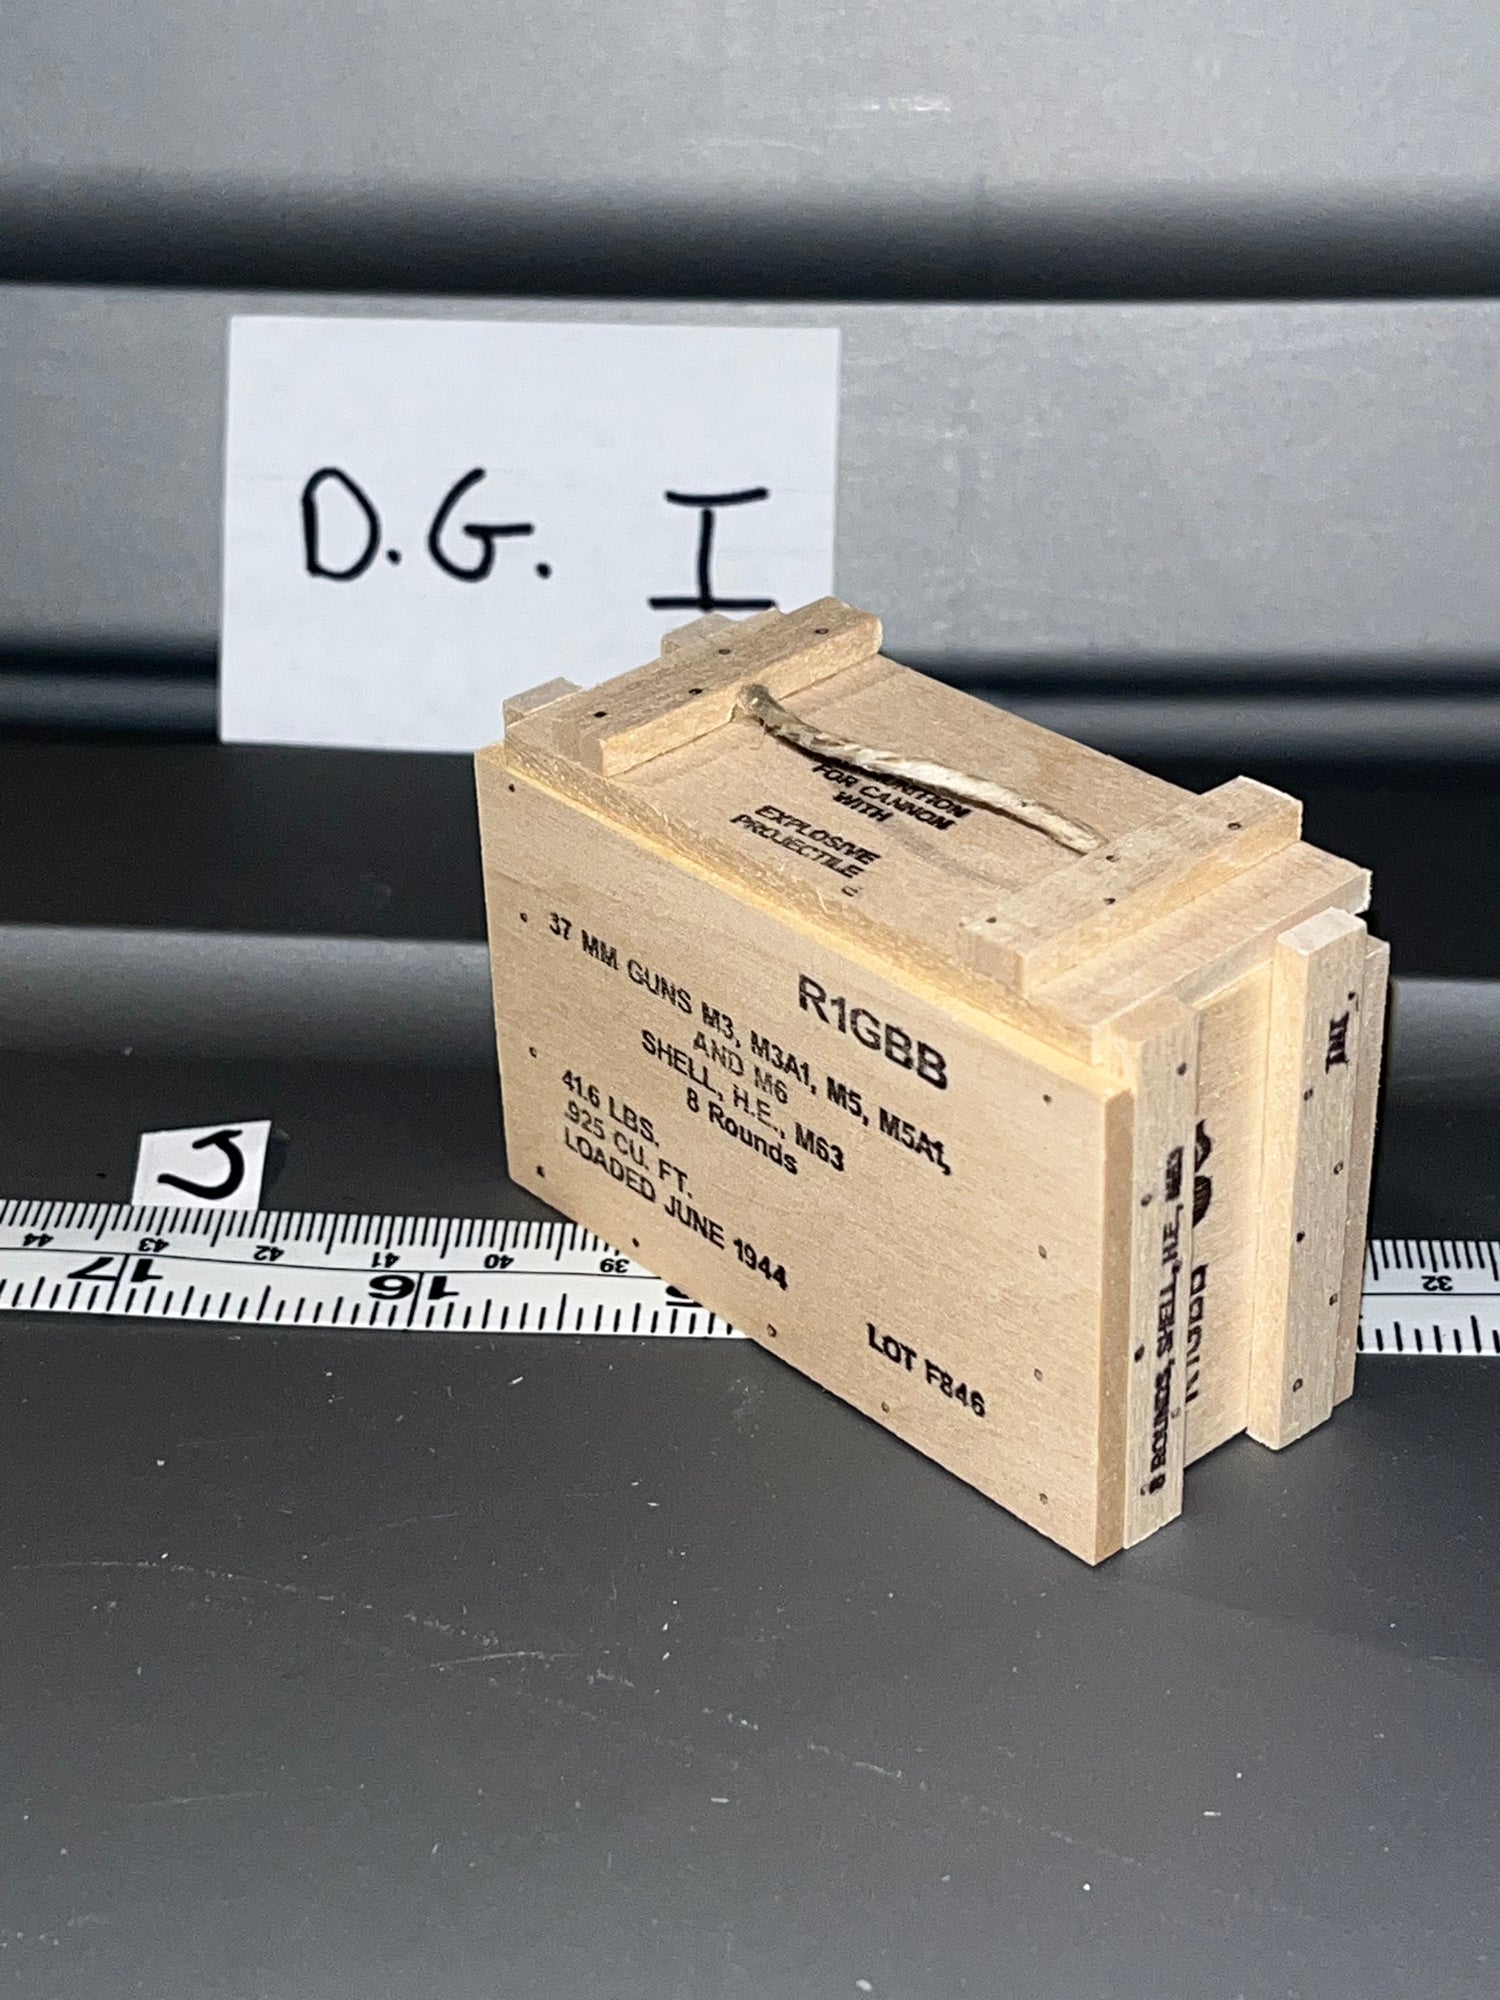 D.G. I
FOR CANNON
WITH
EXPLOSIVE
PROJECTILE
R1GBB
37 MM GUNS M3, M3A1, M5, M5A1,
AND M6
SHELL, H.E., M63
8 Rounds
41.6 LBS.
.925 CU. FT.
LOADED JUNE 1944
LOT F846
8 ROUNDS, SHELL, H.E., M63
J
44 43 42 41 40 39 32
17 16